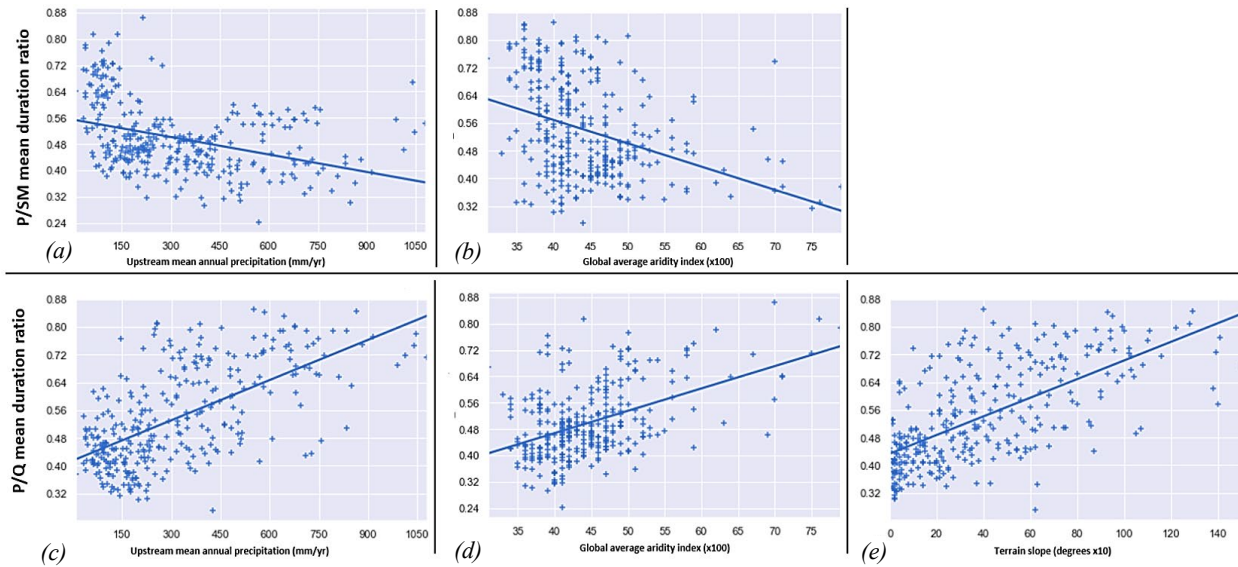 P/SM mean duration ratio
0.88
0.80
0.72
0.64
0.56
0.48
0.40
0.32
0.24
150 300 450 600 750 900 1050
(a)
Upstream mean annual precipitation (mm/yr)
0.88
0.80
0.72
0.64
0.56
0.48
0.40
0.32
35 40 45 50 55 60 65 70 75
(b)
Global average aridity index (x100)
P/Q mean duration ratio
0.88
0.80
0.72
0.64
0.56
0.48
0.40
0.32
150 300 450 600 750 900 1050
(c)
Upstream mean annual precipitation (mm/yr)
0.88
0.80
0.72
0.64
0.56
0.48
0.40
0.32
0.24
35 40 45 50 55 60 65 70 75
(d)
Global average aridity index (x100)
0.88
0.80
0.72
0.64
0.56
0.48
0.40
0.32
0 20 40 60 80 100 120 140
(e)
Terrain slope (degrees x10)